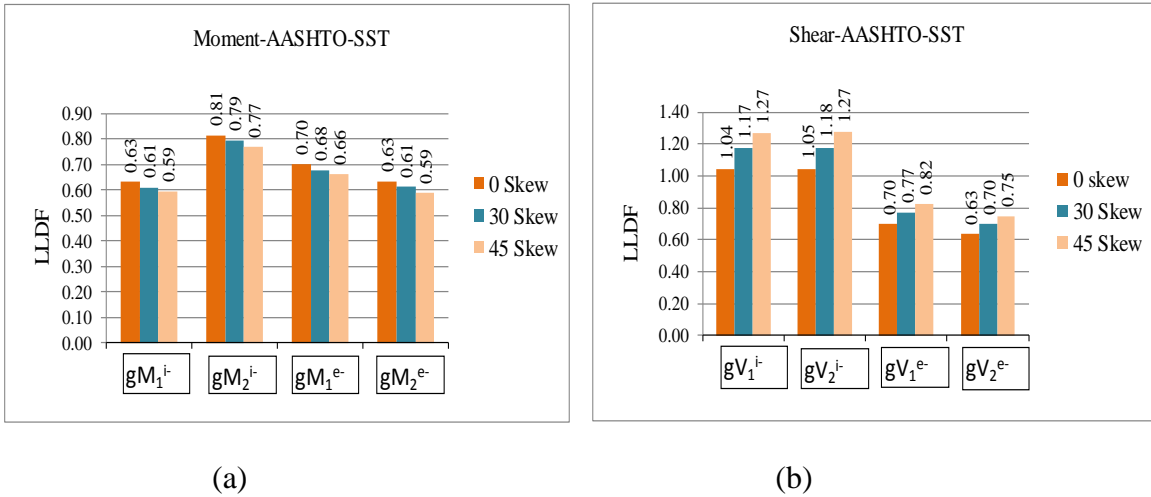 Moment-AASHTO-SST
LLDF
0.90
0.80
0.70
0.60
0.50
0.40
0.30
0.20
0.10
0.00
0.63 0.61 0.59
0.81 0.79 0.77
0.70 0.68 0.66
0.63 0.61 0.59
gM₁ⁱ⁻ gM₂ⁱ⁻ gM₁ᵉ⁻ gM₂ᵉ⁻
0 Skew
30 Skew
45 Skew
(a)
Shear-AASHTO-SST
LLDF
1.40
1.20
1.00
0.80
0.60
0.40
0.20
0.00
1.04 1.17 1.27
1.05 1.18 1.27
0.70 0.77 0.82
0.63 0.70 0.75
gV₁ⁱ⁻ gV₂ⁱ⁻ gV₁ᵉ⁻ gV₂ᵉ⁻
0 skew
30 Skew
45 Skew
(b)